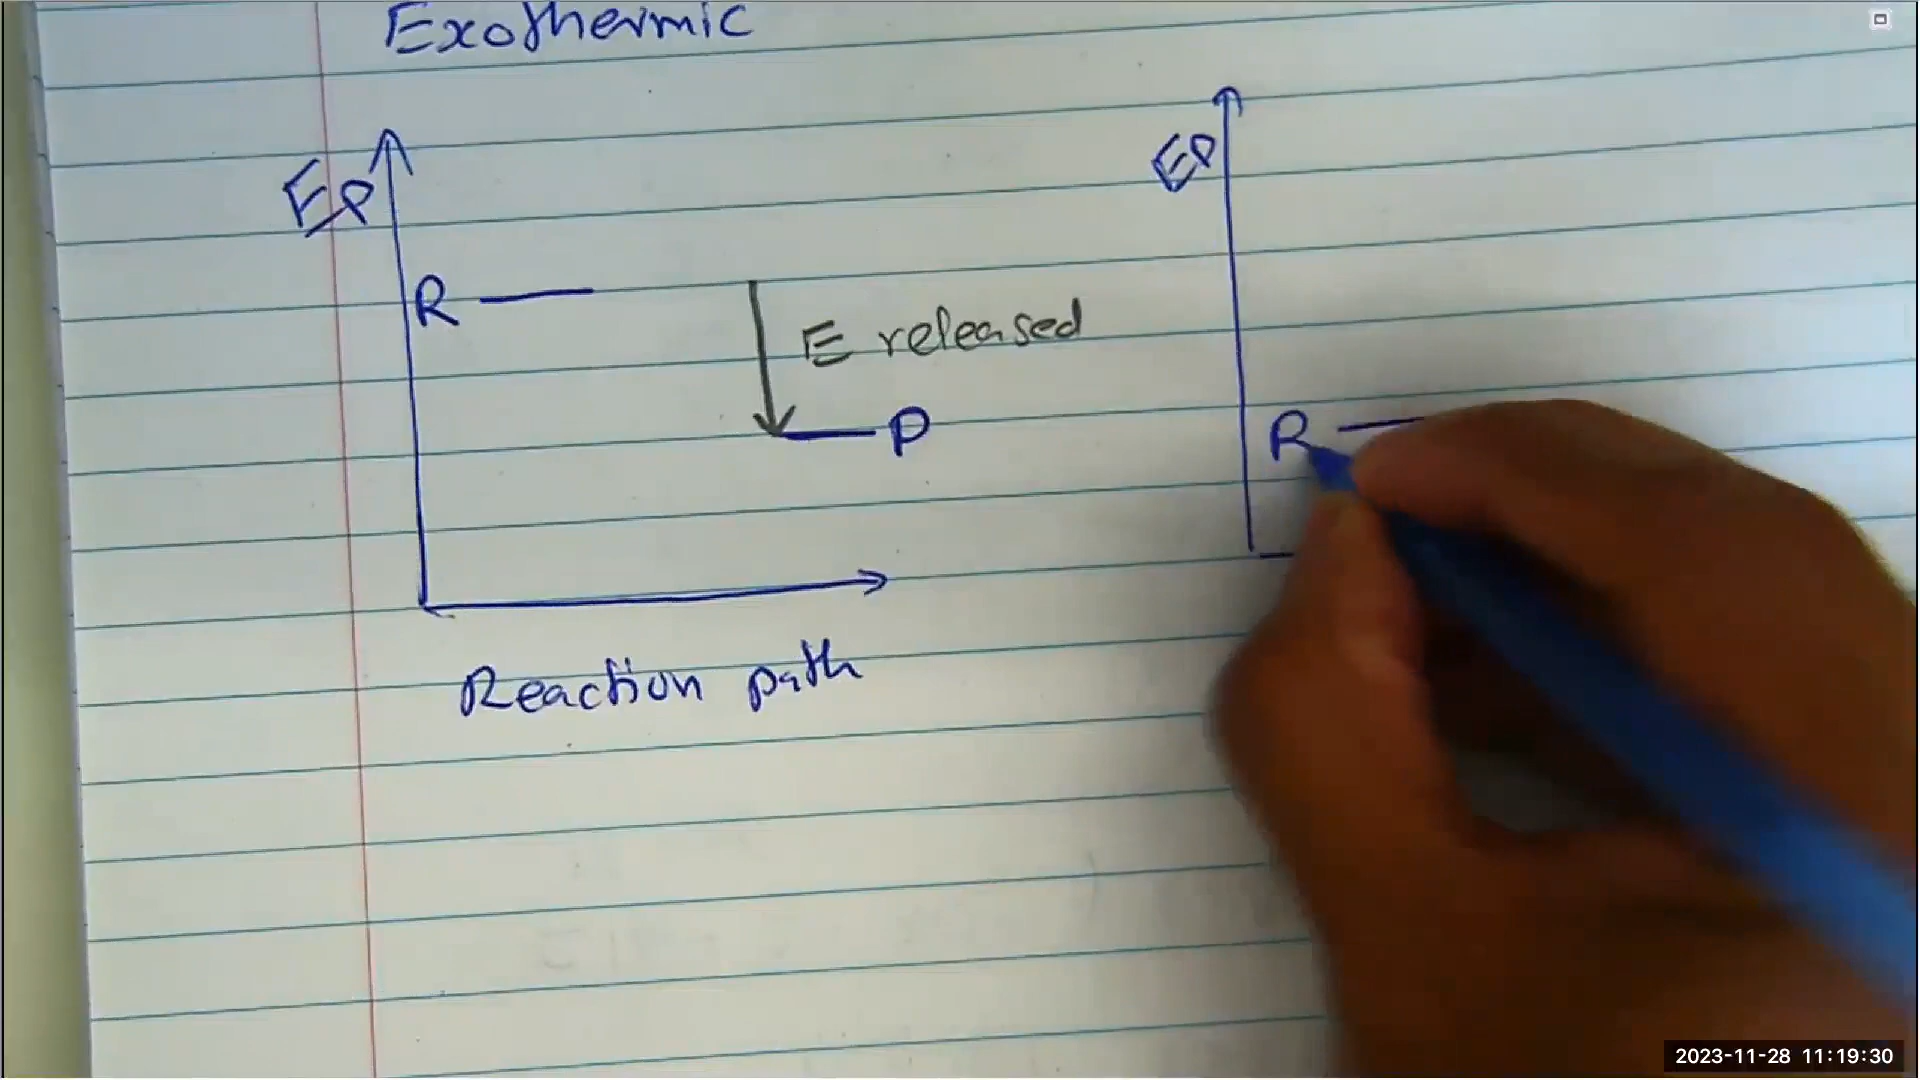 Exothermic
Ep
R
E released
P
Reaction path
Ep
R
2023-11-28 11:19:30